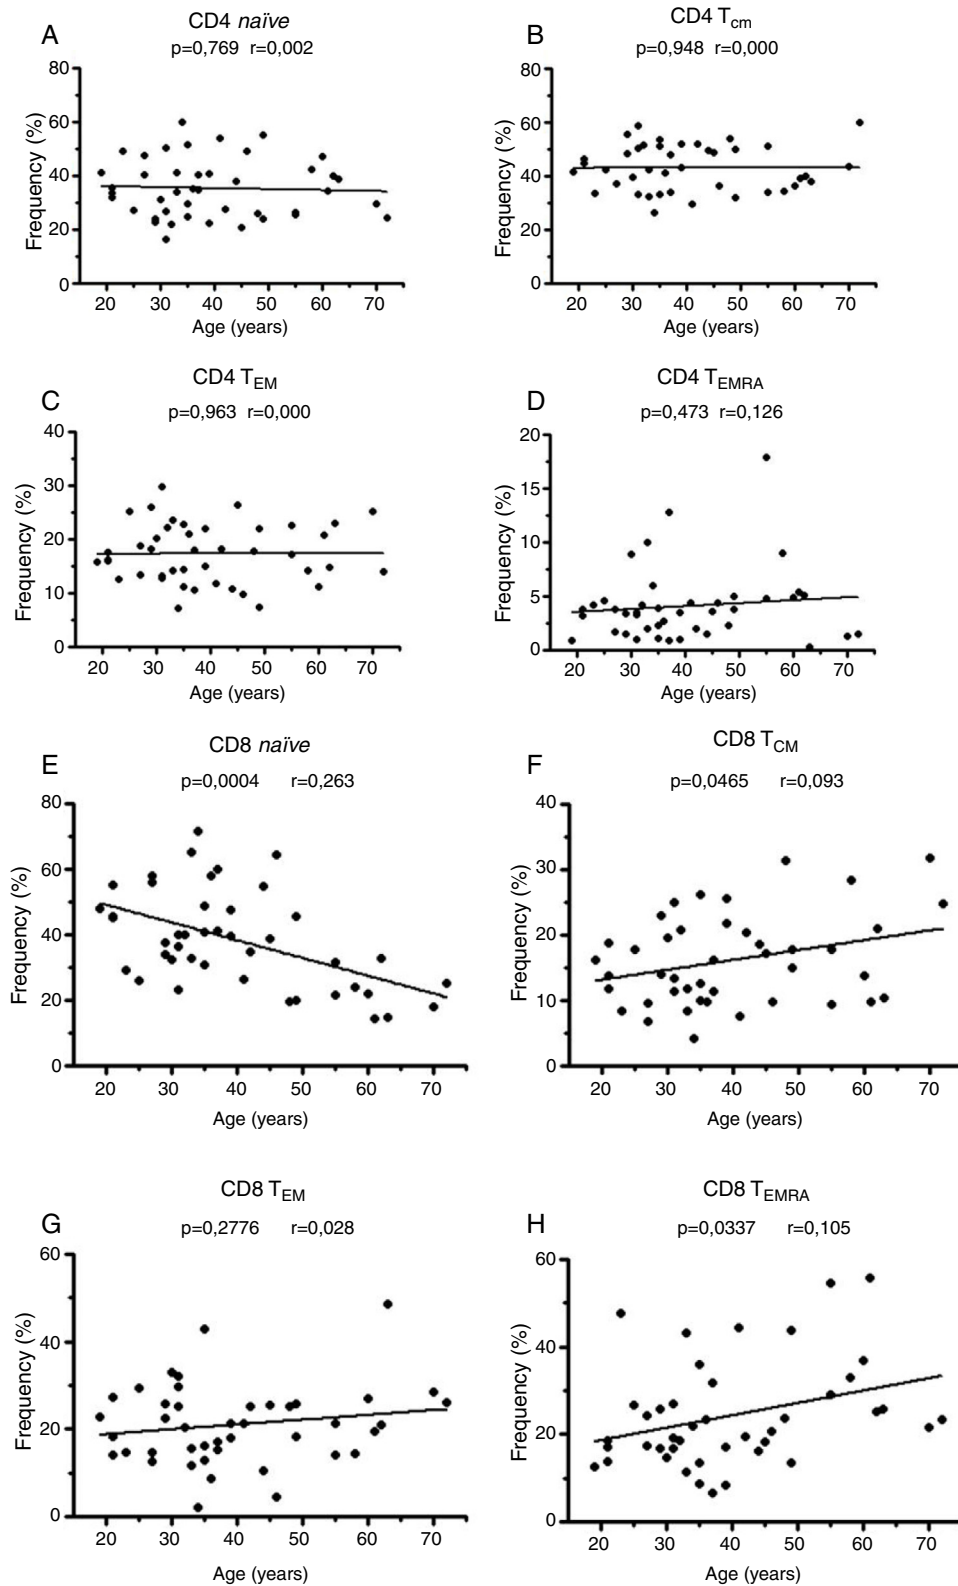 A
CD4 naïve
p=0,769 r=0,002
Frequency (%)
80
60
40
20
0
20 30 40 50 60 70
Age (years)
B
CD4 Tcm
p=0,948 r=0,000
Frequency (%)
80
60
40
20
0
20 30 40 50 60 70
Age (years)
C
CD4 TEM
p=0,963 r=0,000
Frequency (%)
40
30
20
10
0
20 30 40 50 60 70
Age (years)
D
CD4 TEMRA
p=0,473 r=0,126
Frequency (%)
20
15
10
5
0
20 30 40 50 60 70
Age (years)
E
CD8 naïve
p=0,0004 r=0,263
Frequency (%)
80
60
40
20
0
20 30 40 50 60 70
Age (years)
F
CD8 TCM
p=0,0465 r=0,093
Frequency (%)
40
30
20
10
0
20 30 40 50 60 70
Age (years)
G
CD8 TEM
p=0,2776 r=0,028
Frequency (%)
60
40
20
0
20 30 40 50 60 70
Age (years)
H
CD8 TEMRA
p=0,0337 r=0,105
Frequency (%)
60
40
20
0
20 30 40 50 60 70
Age (years)